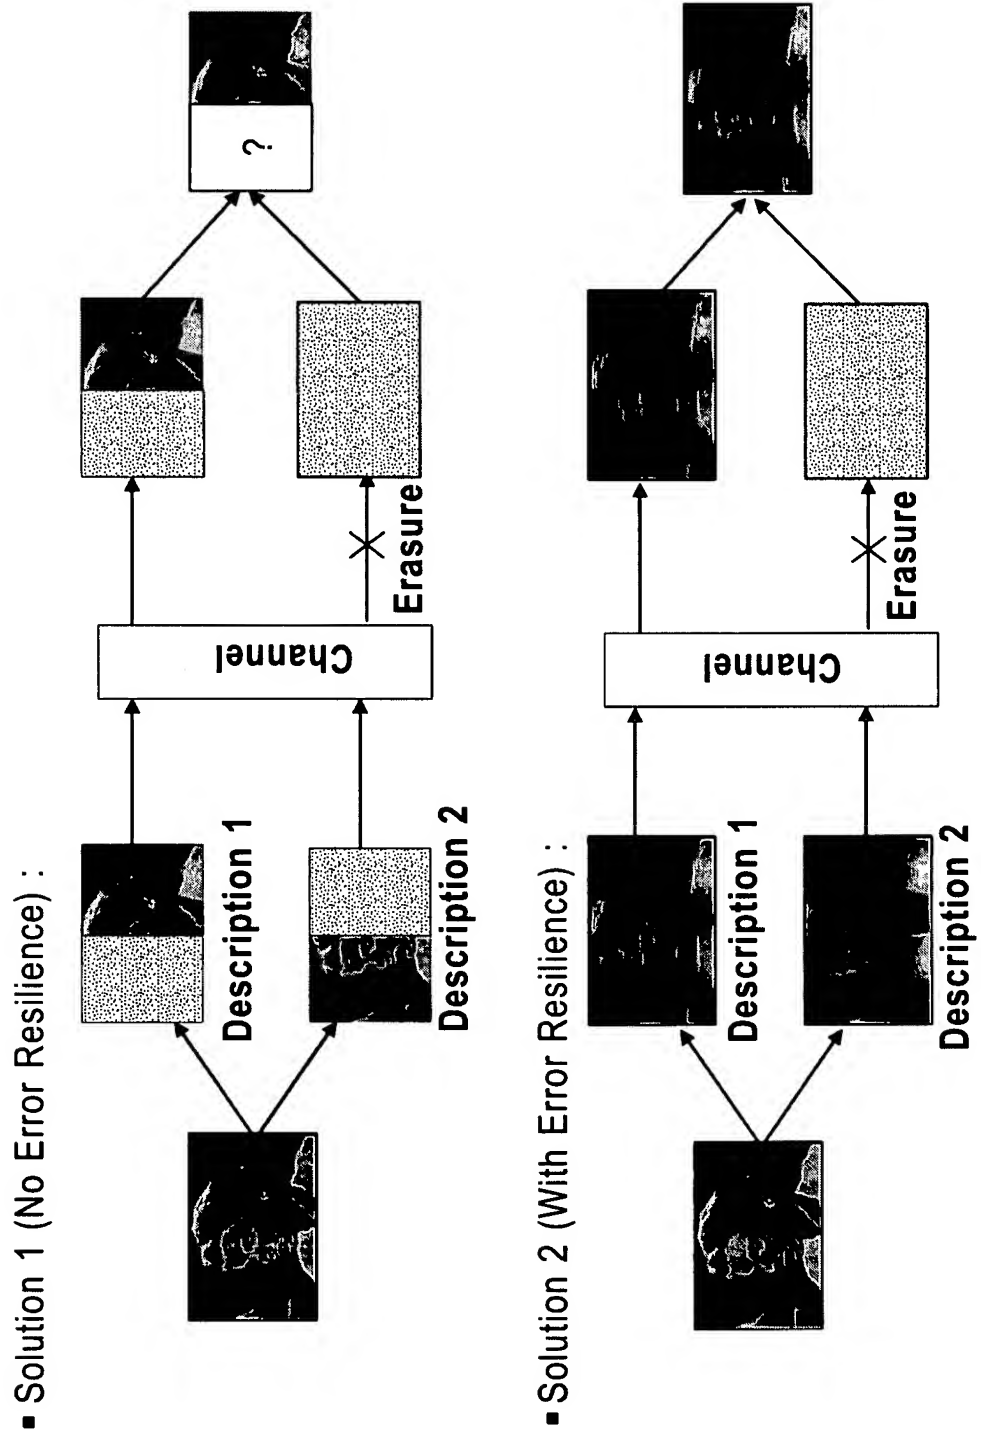 ▪ Solution 1 (No Error Resilience) :
Description 1
Description 2
Channel
Erasure
?
▪ Solution 2 (With Error Resilience) :
Description 1
Description 2
Channel
Erasure